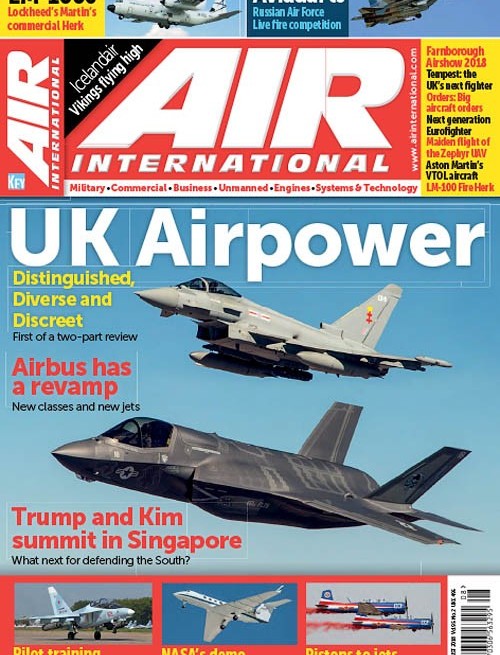 Lockheed's Martin's
commercial Herk
Russian Air Force
Live fire competition
Icelandair
Vikings flying high
AIR
INTERNATIONAL
KEY
AIR
INTERNATIONAL
www.airinternational.com
Military • Commercial • Business • Unmanned • Engines • Systems & Technology
Farnborough
Airshow 2018
Tempest: the
UK's next fighter
Orders: Big
aircraft orders
Next generation
Eurofighter
Maiden flight of
the Zephyr UAV
Aston Martin's
VTOL aircraft
LM-100 Fire Herk
UK Airpower
Distinguished,
Diverse and
Discreet
First of a two-part review
Airbus has
a revamp
New classes and new jets
Trump and Kim
summit in Singapore
What next for defending the South?
Pilot training
NASA's demo
Pistons to jets
08>